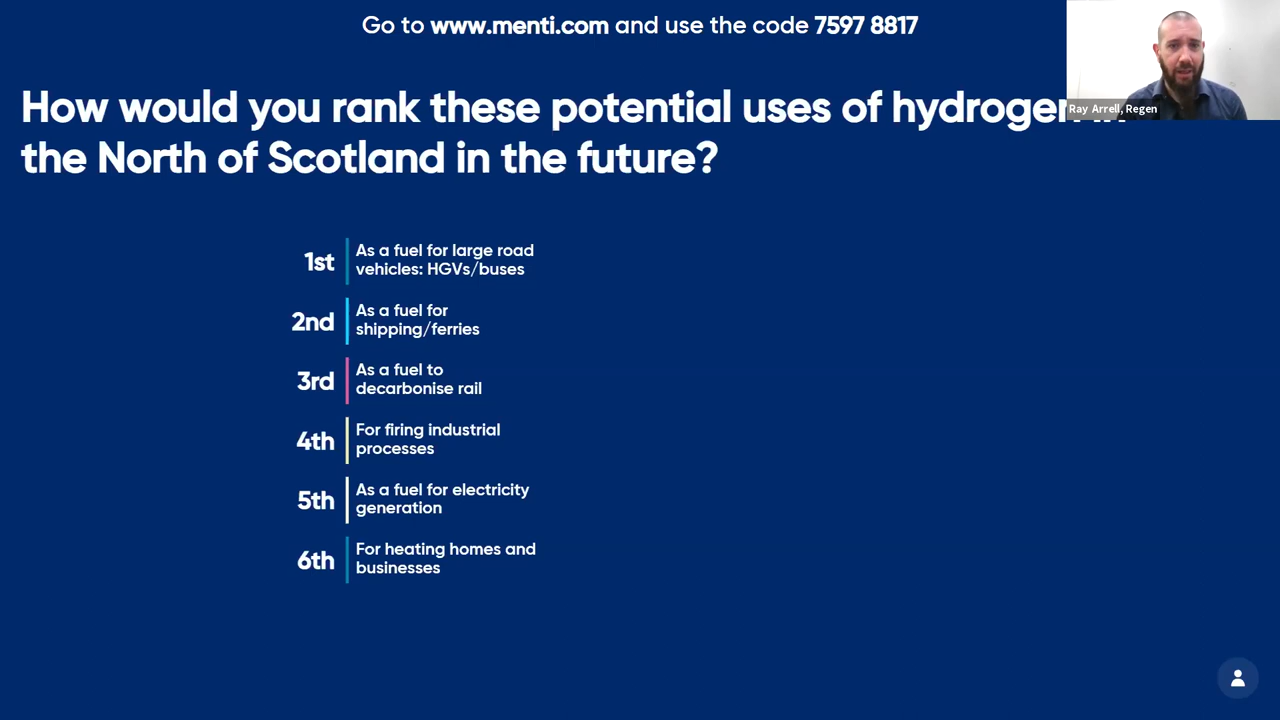 Go to www.menti.com and use the code 7597 8817
Ray Arrell, Regen
How would you rank these potential uses of hydrogen in
the North of Scotland in the future?
1st
As a fuel for large road
vehicles: HGVs/buses
2nd
As a fuel for
shipping/ferries
3rd
As a fuel to
decarbonise rail
4th
For firing industrial
processes
5th
As a fuel for electricity
generation
6th
For heating homes and
businesses